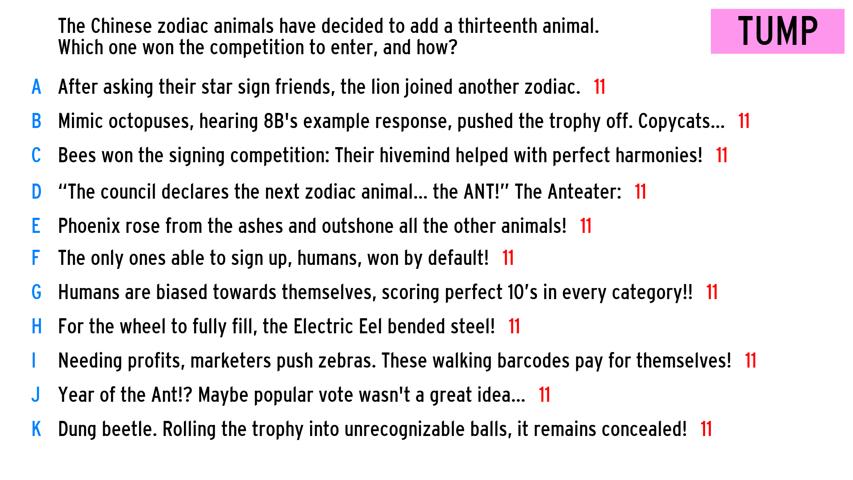 The Chinese zodiac animals have decided to add a thirteenth animal.
Which one won the competition to enter, and how?
TUMP
A After asking their star sign friends, the lion joined another zodiac. 11
B Mimic octopuses, hearing 8B's example response, pushed the trophy off. Copycats... 11
C Bees won the signing competition: Their hivemind helped with perfect harmonies! 11
D “The council declares the next zodiac animal... the ANT!” The Anteater: 11
E Phoenix rose from the ashes and outshone all the other animals! 11
F The only ones able to sign up, humans, won by default! 11
G Humans are biased towards themselves, scoring perfect 10’s in every category!! 11
H For the wheel to fully fill, the Electric Eel bended steel! 11
I Needing profits, marketers push zebras. These walking barcodes pay for themselves! 11
J Year of the Ant!? Maybe popular vote wasn't a great idea... 11
K Dung beetle. Rolling the trophy into unrecognizable balls, it remains concealed! 11